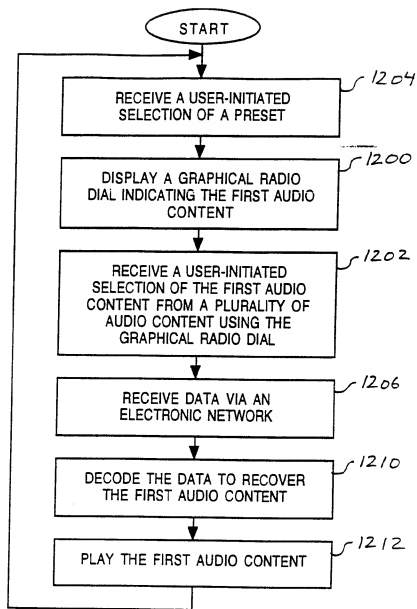 START
1204
RECEIVE A USER-INITIATED
SELECTION OF A PRESET
1200
DISPLAY A GRAPHICAL RADIO
DIAL INDICATING THE FIRST AUDIO
CONTENT
1202
RECEIVE A USER-INITIATED
SELECTION OF THE FIRST AUDIO
CONTENT FROM A PLURALITY OF
AUDIO CONTENT USING THE
GRAPHICAL RADIO DIAL
1206
RECEIVE DATA VIA AN
ELECTRONIC NETWORK
1210
DECODE THE DATA TO RECOVER
THE FIRST AUDIO CONTENT
1212
PLAY THE FIRST AUDIO CONTENT